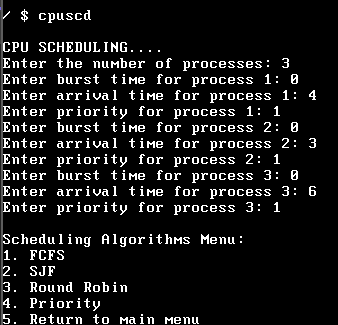 / $ cpuscd
CPU SCHEDULING....
Enter the number of processes: 3
Enter burst time for process 1: 0
Enter arrival time for process 1: 4
Enter priority for process 1: 1
Enter burst time for process 2: 0
Enter arrival time for process 2: 3
Enter priority for process 2: 1
Enter burst time for process 3: 0
Enter arrival time for process 3: 6
Enter priority for process 3: 1
Scheduling Algorithms Menu:
1. FCFS
2. SJF
3. Round Robin
4. Priority
5. Return to main menu